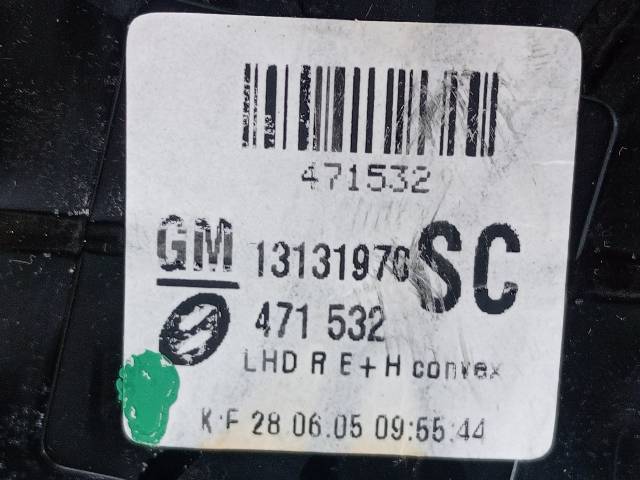 471532
GM 13131970 SC
471 532
LHD R E+H convex
K:F 28.06.05 09:55:44